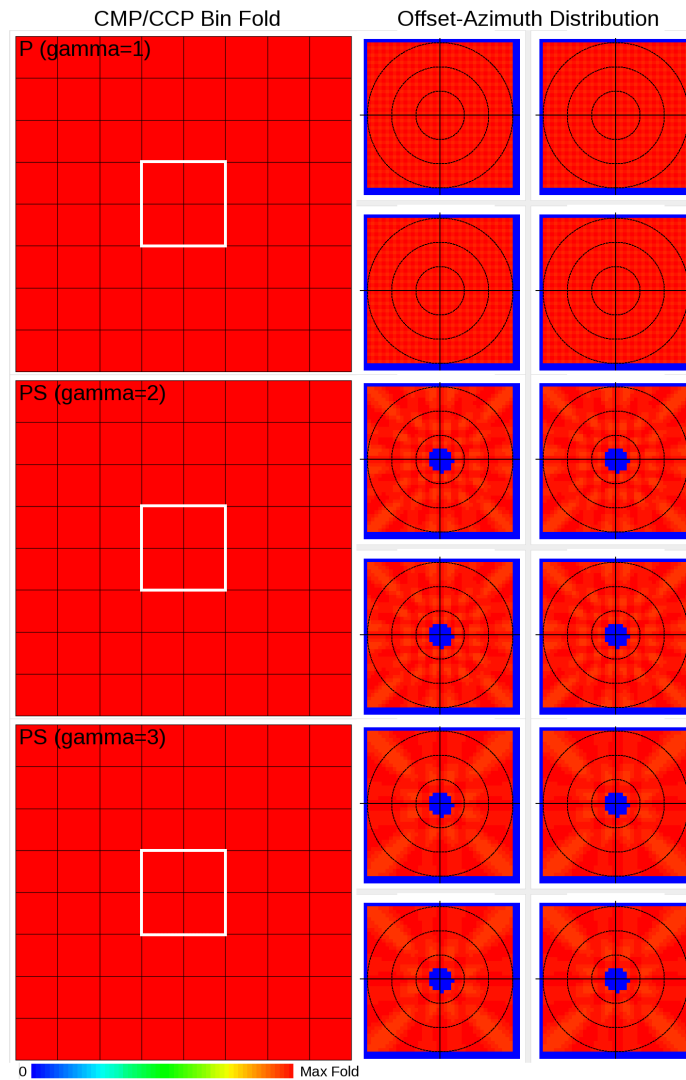 CMP/CCP Bin Fold
Offset-Azimuth Distribution
P (gamma=1)
PS (gamma=2)
PS (gamma=3)
0
Max Fold